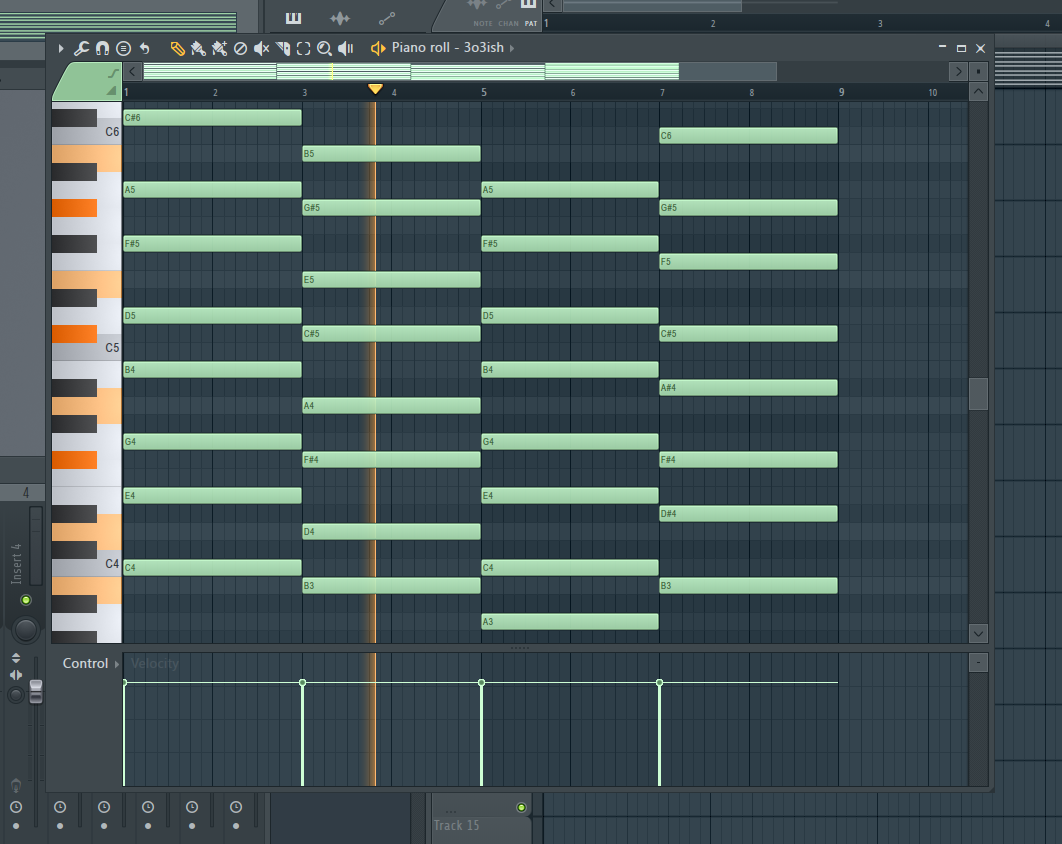 NOTE CHAN PAT
1 2 3 4
Piano roll - 3o3ish
1 2 3 4 5 6 7 8 9 10
C#6
C6 C6
B5
A5 A5
G#5 G#5
F#5 F#5
F5
E5
D5 D5
C#5 C#5
C5
B4 B4
A#4
A4
G4 G4
F#4 F#4
E4 E4
D#4
D4
C4 C4 C4
B3 B3
A3
4
Insert 4
Control Velocity
...
Track 15